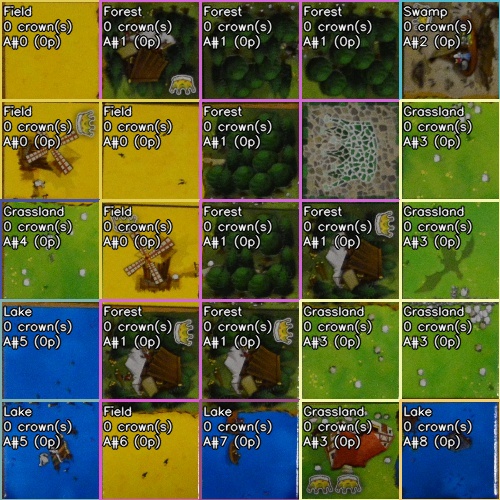 Field
0 crown(s)
A#0 (0p)
Forest
0 crown(s)
A#1 (0p)
Forest
0 crown(s)
A#1 (0p)
Forest
0 crown(s)
A#1 (0p)
Swamp
0 crown(s)
A#2 (0p)
Field
0 crown(s)
A#0 (0p)
Field
0 crown(s)
A#0 (0p)
Forest
0 crown(s)
A#1 (0p)
Grassland
0 crown(s)
A#3 (0p)
Grassland
0 crown(s)
A#4 (0p)
Field
0 crown(s)
A#0 (0p)
Forest
0 crown(s)
A#1 (0p)
Forest
0 crown(s)
A#1 (0p)
Grassland
0 crown(s)
A#3 (0p)
Lake
0 crown(s)
A#5 (0p)
Forest
0 crown(s)
A#1 (0p)
Forest
0 crown(s)
A#1 (0p)
Grassland
0 crown(s)
A#3 (0p)
Grassland
0 crown(s)
A#3 (0p)
Lake
0 crown(s)
A#5 (0p)
Field
0 crown(s)
A#6 (0p)
Lake
0 crown(s)
A#7 (0p)
Grassland
0 crown(s)
A#3 (0p)
Lake
0 crown(s)
A#8 (0p)